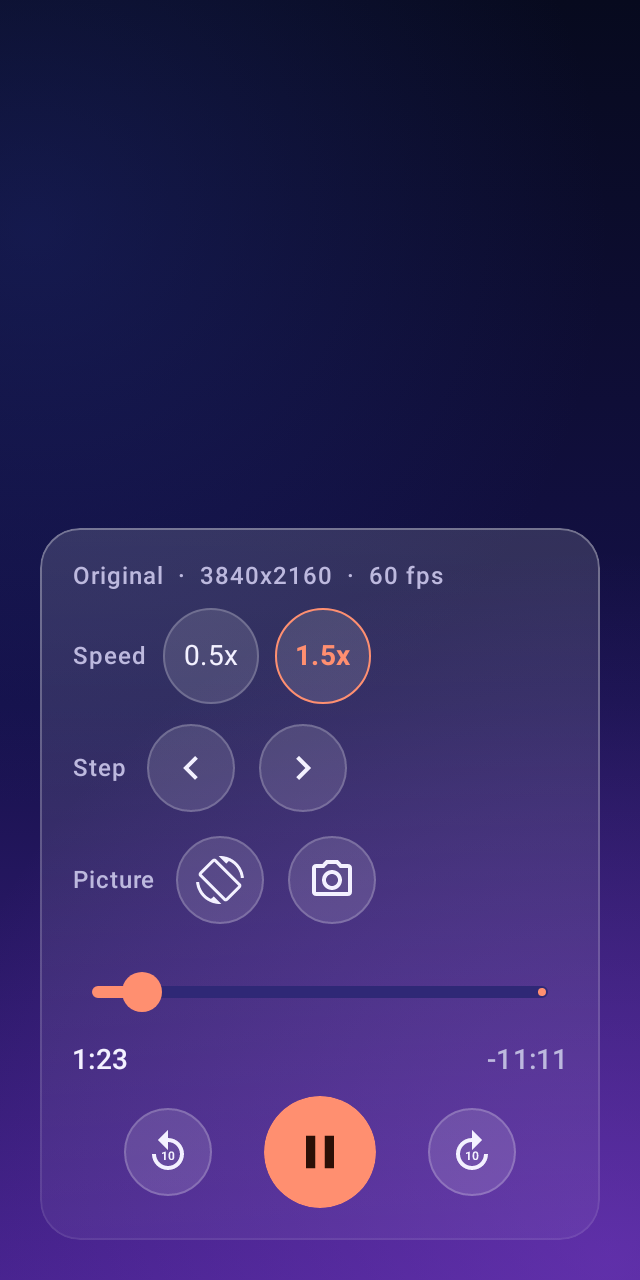 Original · 3840x2160 · 60 fps
Speed 0.5x 1.5x
Step
Picture
1:23 -11:11
10 10